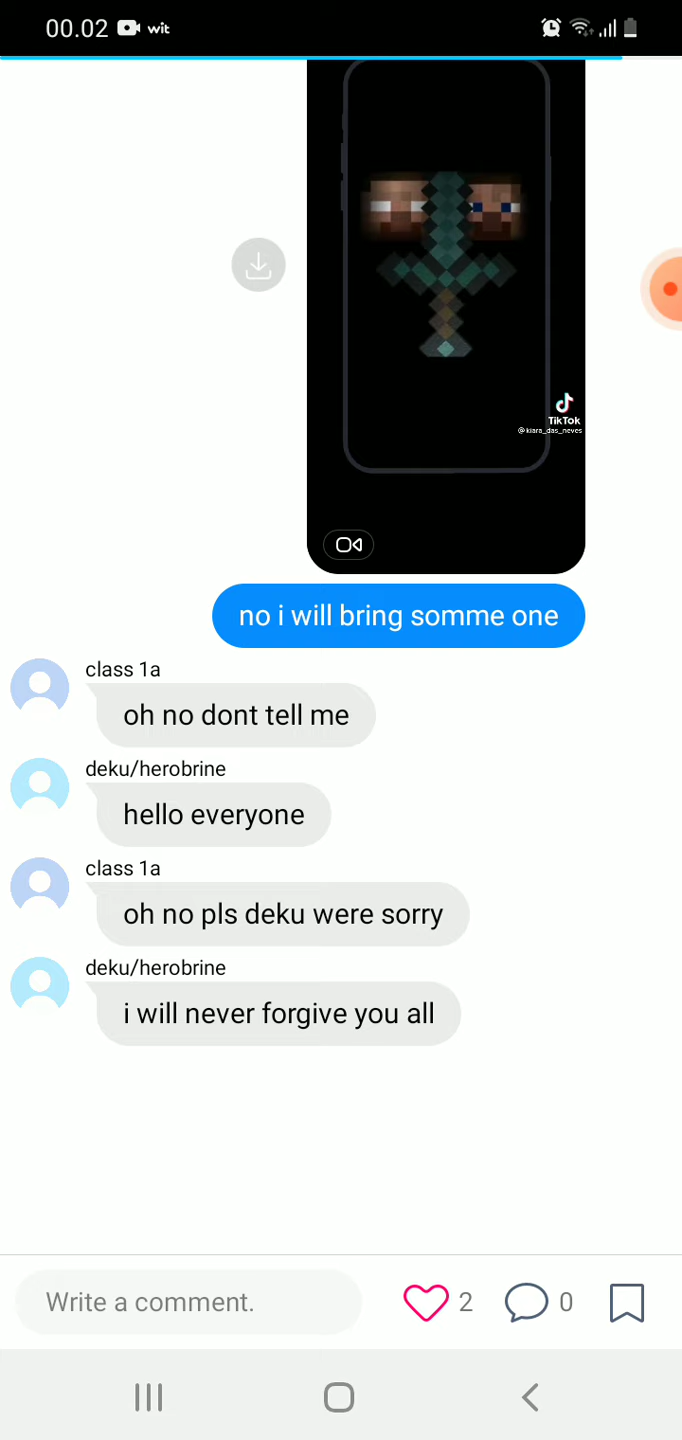 00.02 wit
TikTok
@kiara_das_neves
no i will bring somme one
class 1a
oh no dont tell me
deku/herobrine
hello everyone
class 1a
oh no pls deku were sorry
deku/herobrine
i will never forgive you all
Write a comment. 2 0